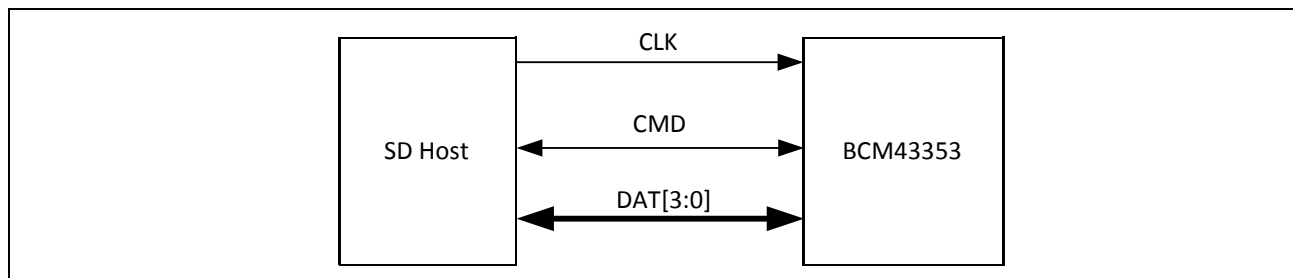 CLK
CMD
SD Host
BCM43353
DAT[3:0]